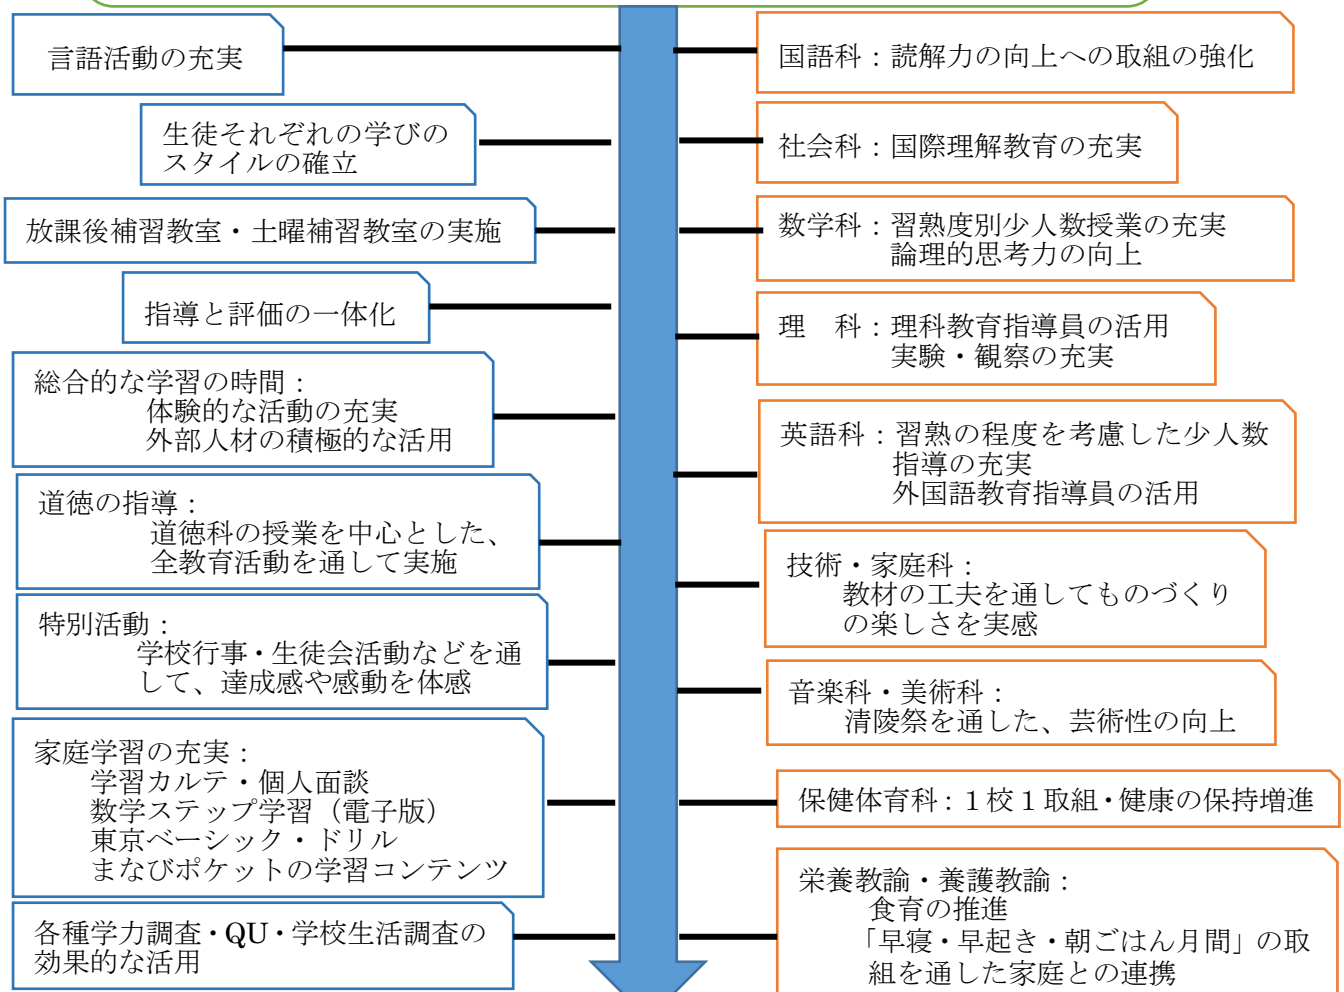 言語活動の充実
生徒それぞれの学びの
スタイルの確立
放課後補習教室・土曜補習教室の実施
指導と評価の一体化
総合的な学習の時間：
体験的な活動の充実
外部人材の積極的な活用
道徳の指導：
道徳科の授業を中心とした、
全教育活動を通して実施
特別活動：
学校行事・生徒会活動などを通
して、達成感や感動を体感
家庭学習の充実：
学習カルテ・個人面談
数学ステップ学習（電子版）
東京ベーシック・ドリル
まなびポケットの学習コンテンツ
各種学力調査・QU・学校生活調査の
効果的な活用
国語科：読解力の向上への取組の強化
社会科：国際理解教育の充実
数学科：習熟度別少人数授業の充実
論理的思考力の向上
理　科：理科教育指導員の活用
実験・観察の充実
英語科：習熟の程度を考慮した少人数
指導の充実
外国語教育指導員の活用
技術・家庭科：
教材の工夫を通してものづくり
の楽しさを実感
音楽科・美術科：
清陵祭を通した、芸術性の向上
保健体育科：１校１取組・健康の保持増進
栄養教諭・養護教諭：
食育の推進
「早寝・早起き・朝ごはん月間」の取
組を通した家庭との連携